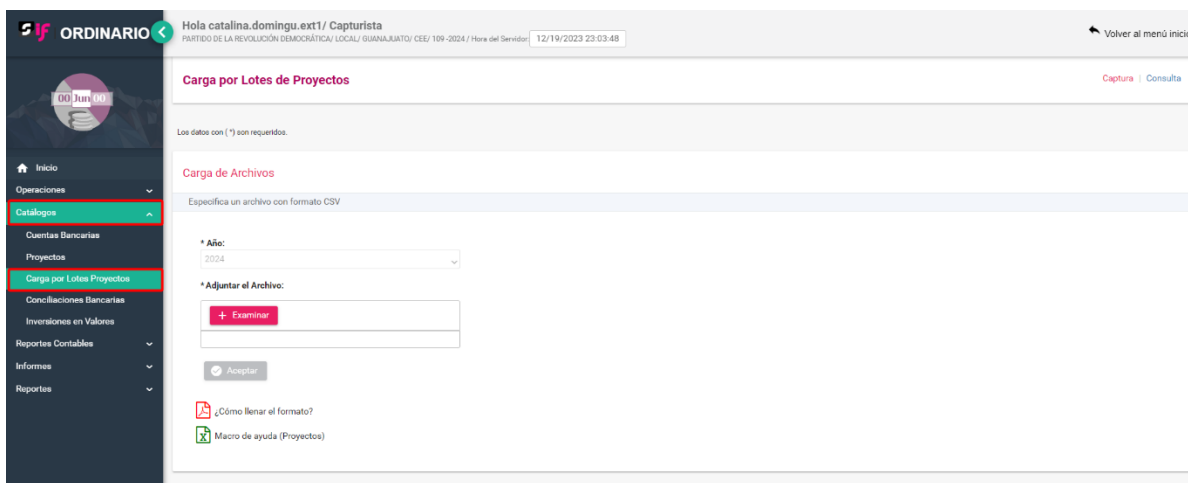 SIF ORDINARIO
Hola catalina.domingu.ext1/ Capturista
PARTIDO DE LA REVOLUCIÓN DEMOCRÁTICA/ LOCAL/ GUANAJUATO/ CEE/ 109 -2024 / Hora del Servidor: 12/19/2023 23:03:48
Volver al menú inicio
00 Jun 00
Carga por Lotes de Proyectos
Captura | Consulta
Los datos con ( *) son requeridos.
Inicio
Operaciones
Catálogos
Cuentas Bancarias
Proyectos
Carga por Lotes Proyectos
Conciliaciones Bancarias
Inversiones en Valores
Reportes Contables
Informes
Reportes
Carga de Archivos
Especifica un archivo con formato CSV
* Año:
2024
* Adjuntar el Archivo:
+ Examinar
Aceptar
¿Cómo llenar el formato?
Macro de ayuda (Proyectos)